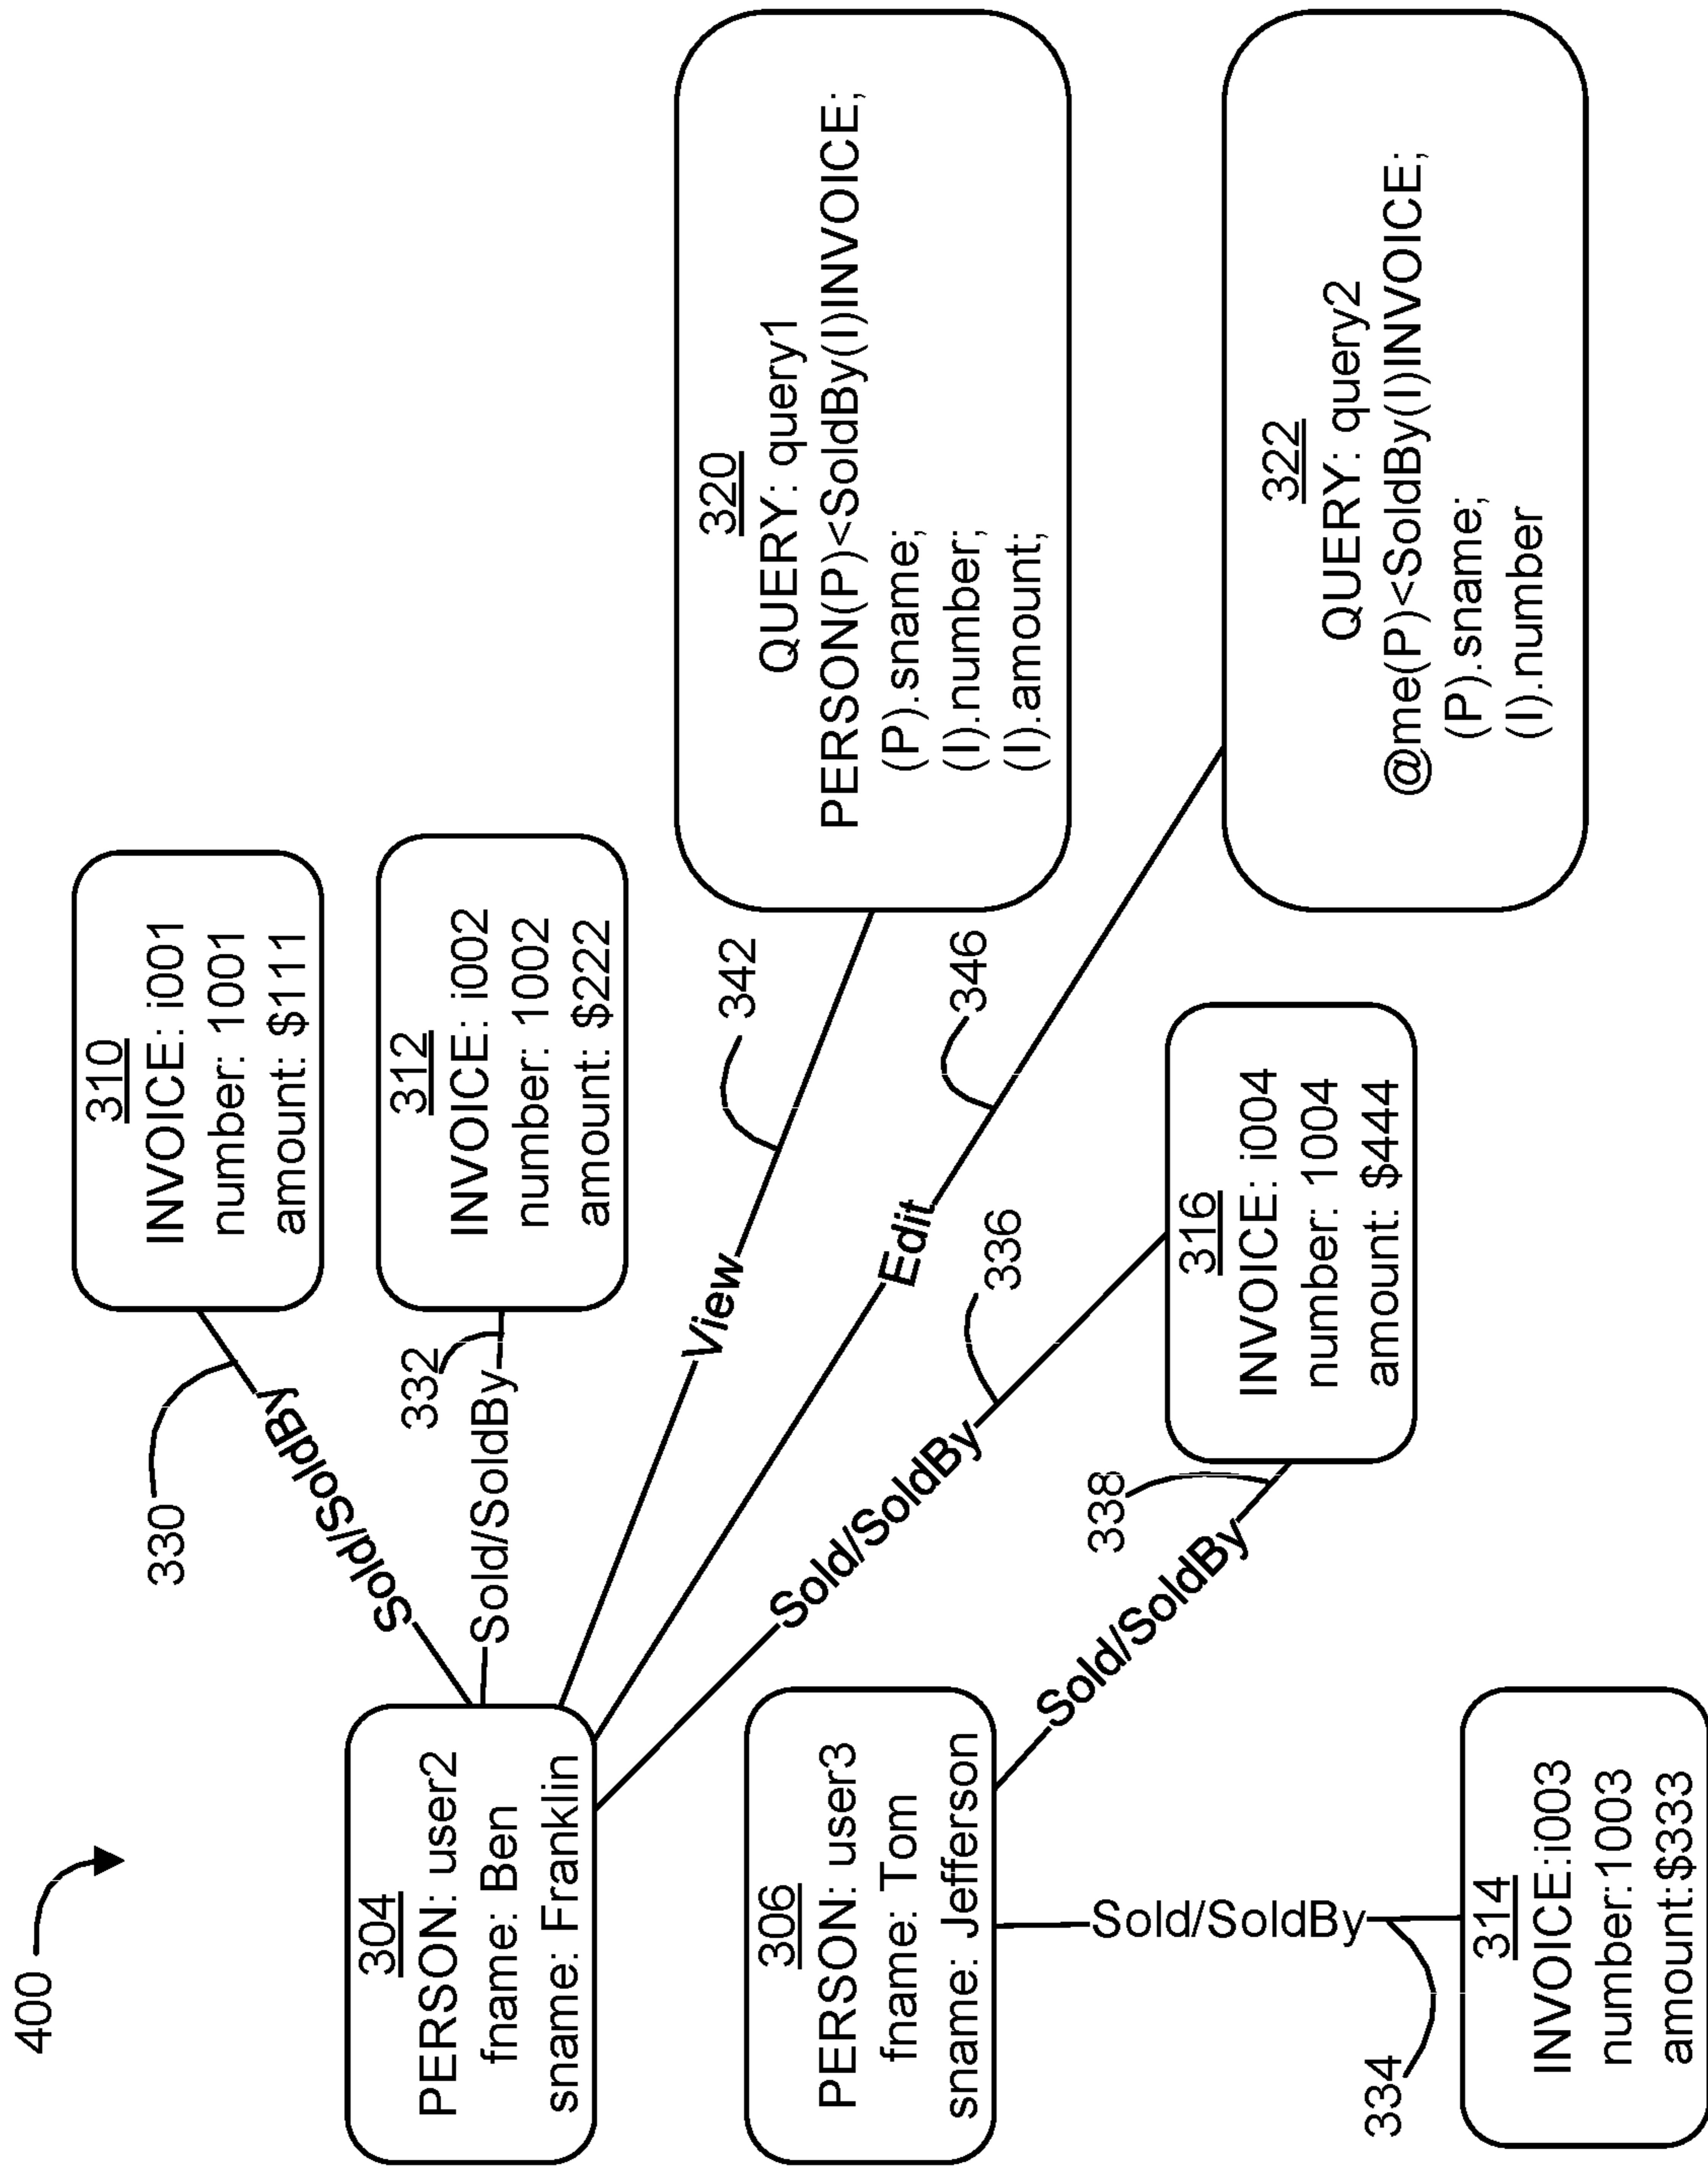 400
304
PERSON: user2
fname: Ben
sname: Franklin
306
PERSON: user3
fname: Tom
sname: Jefferson
314
INVOICE:i003
number:1003
amount:$333
334
Sold/SoldBy
330
Sold/SoldBy
332
Sold/SoldBy
View
342
Edit
346
Sold/SoldBy
336
Sold/SoldBy
338
310
INVOICE: i001
number: 1001
amount: $111
312
INVOICE: i002
number: 1002
amount: $222
316
INVOICE: i004
number: 1004
amount: $444
320
QUERY: query1
PERSON(P)<SoldBy(I)INVOICE;
(P).sname;
(I).number;
(I).amount;
322
QUERY: query2
@me(P)<SoldBy(I)INVOICE;
(P).sname;
(I).number